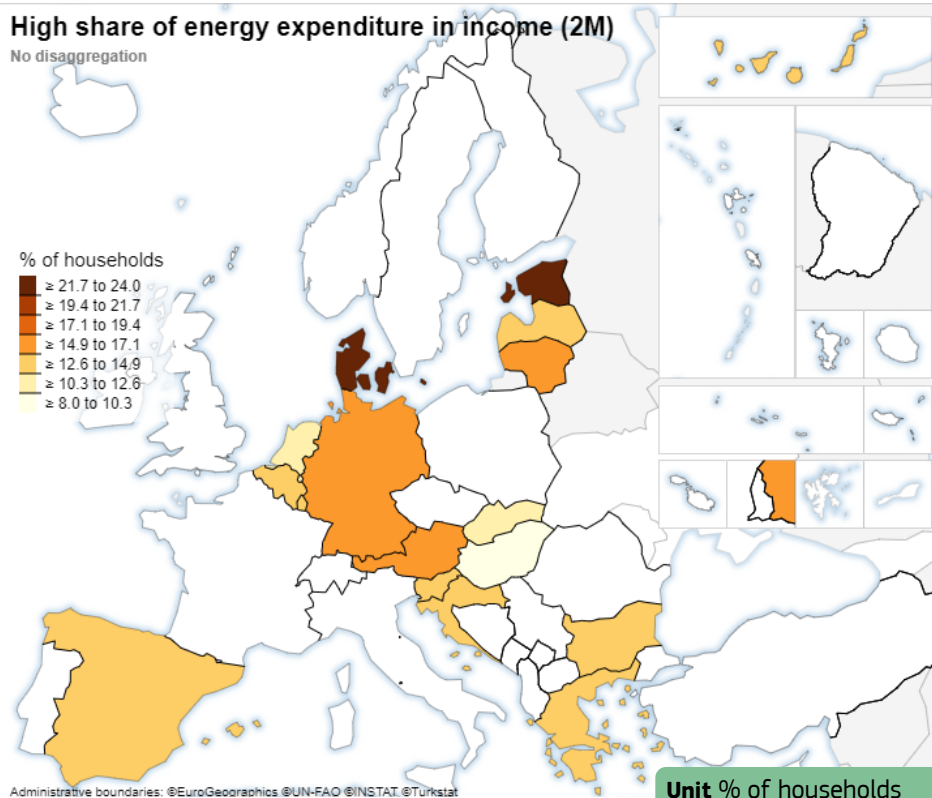 High share of energy expenditure in income (2M)
No disaggregation
% of households
≥ 21.7 to 24.0
≥ 19.4 to 21.7
≥ 17.1 to 19.4
≥ 14.9 to 17.1
≥ 12.6 to 14.9
≥ 10.3 to 12.6
≥ 8.0 to 10.3
Administrative boundaries: ©EuroGeographics ©UN-FAO ©INSTAT ©Turkstat
Unit % of households